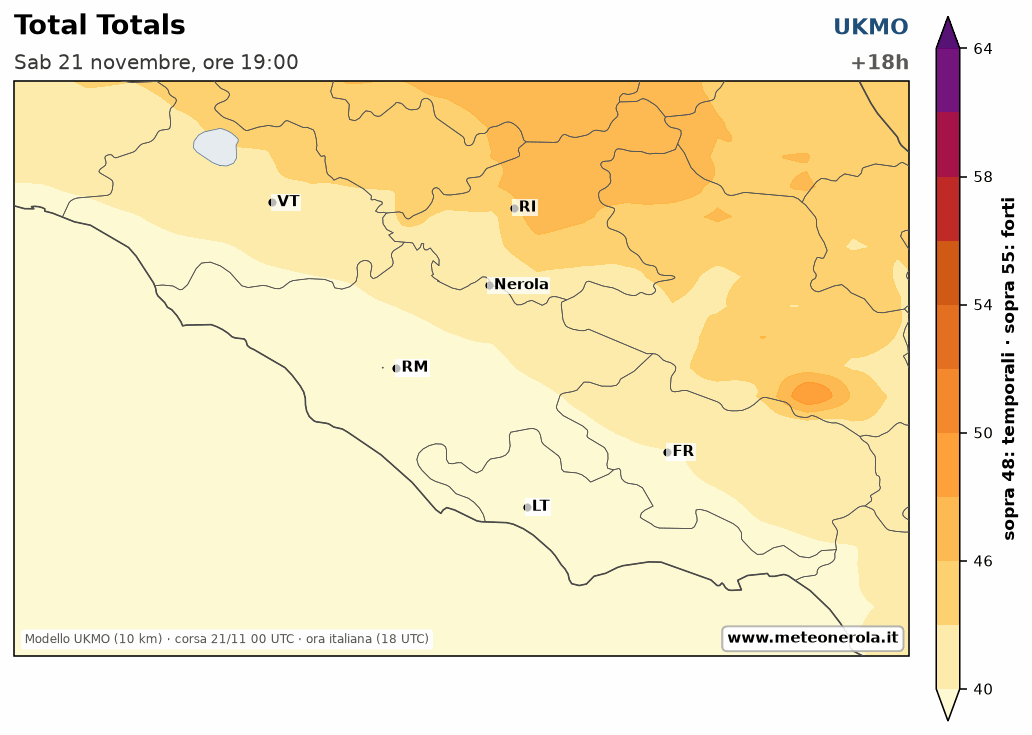 Total Totals
UKMO
Sab 21 novembre, ore 19:00
+18h
VT
RI
Nerola
RM
FR
LT
Modello UKMO (10 km) · corsa 21/11 00 UTC · ora italiana (18 UTC)
www.meteonerola.it
64
58
54
50
46
40
sopra 48: temporali · sopra 55: forti